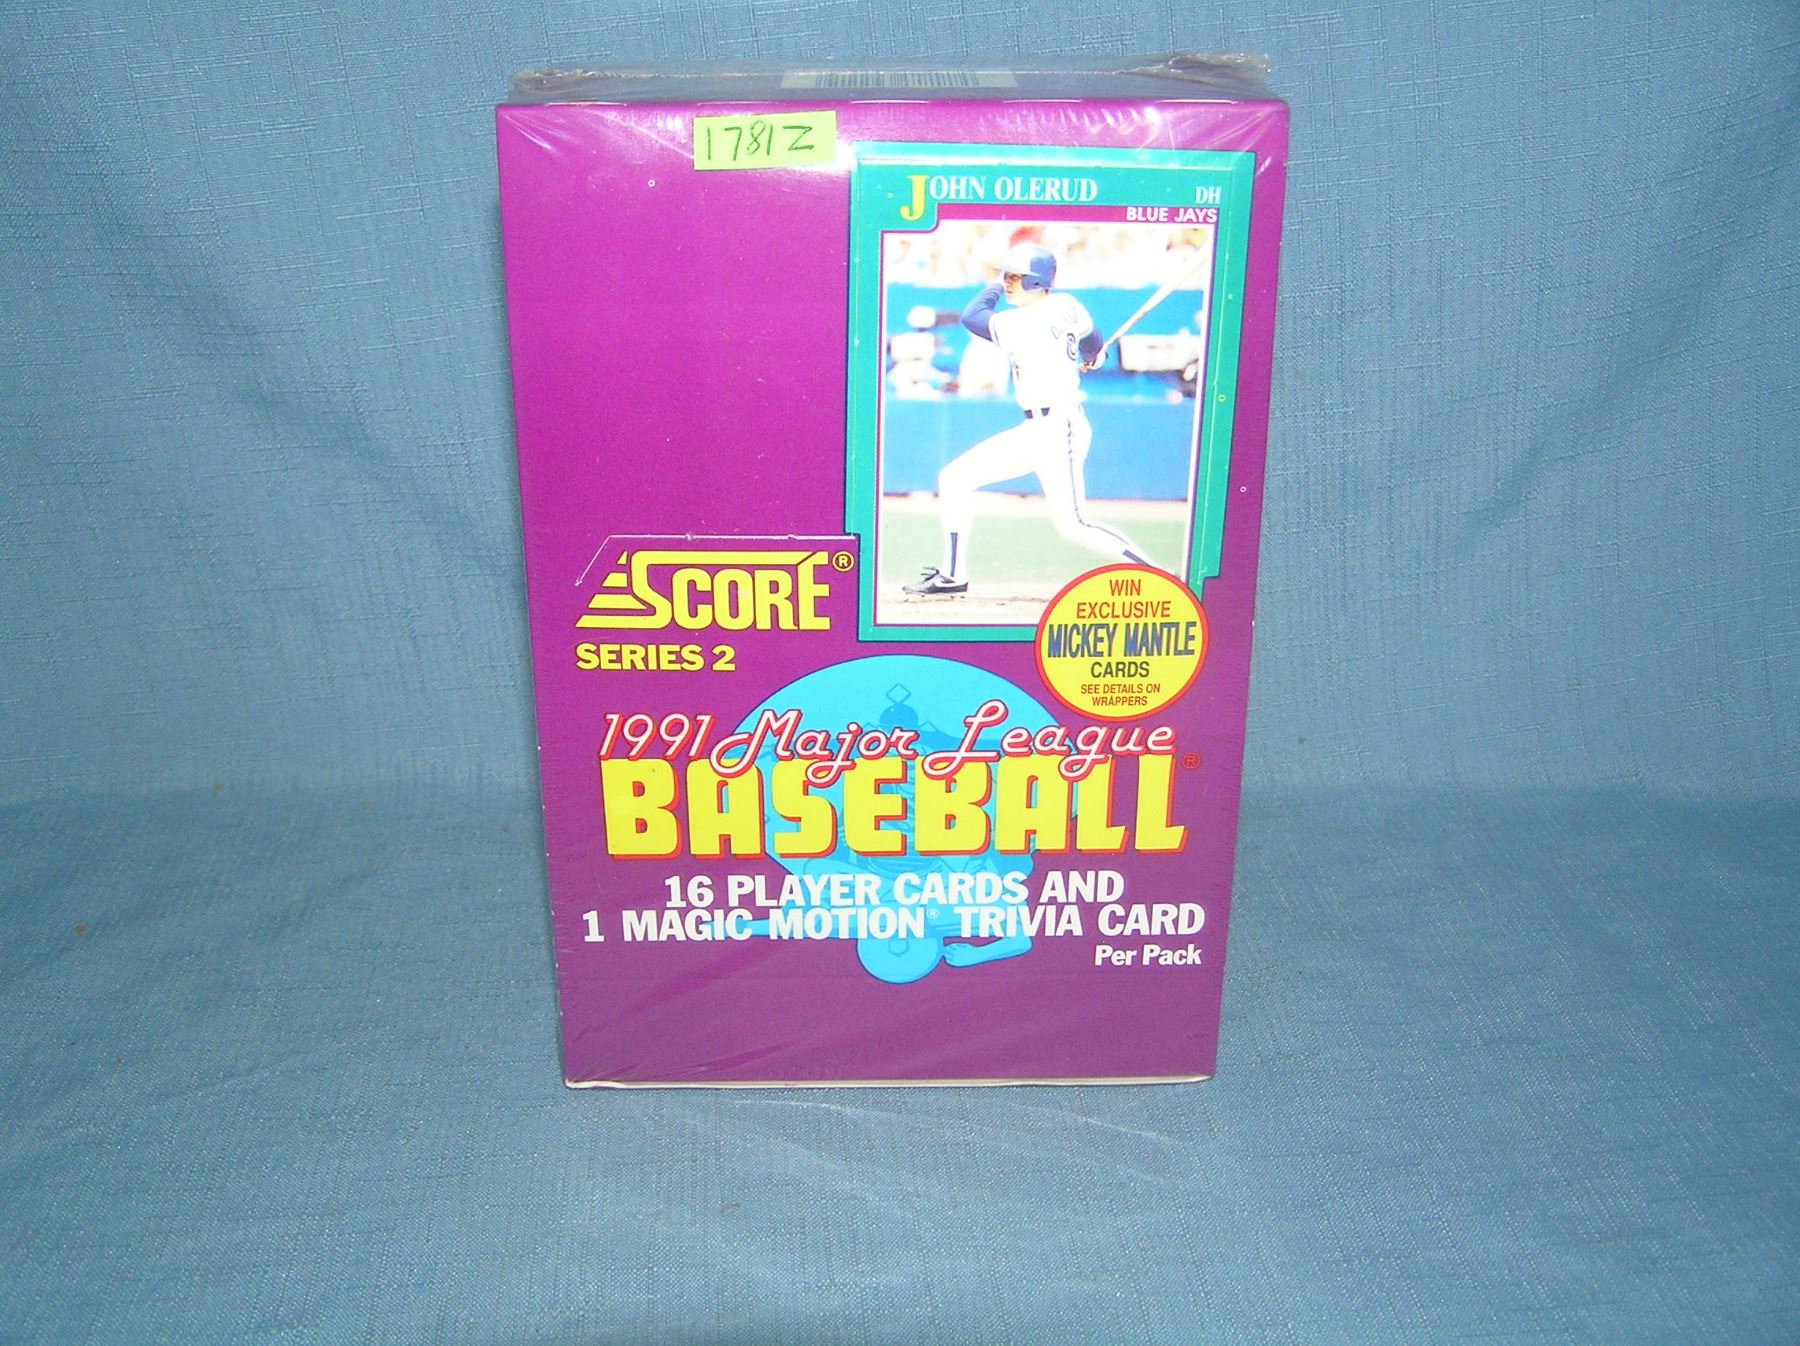 1781Z
JOHN OLERUD
DH
BLUE JAYS
SCORE®
SERIES 2
WIN
EXCLUSIVE
MICKEY MANTLE
CARDS
SEE DETAILS ON
WRAPPERS
1991 Major League
BASEBALL®
16 PLAYER CARDS AND
1 MAGIC MOTION® TRIVIA CARD
Per Pack